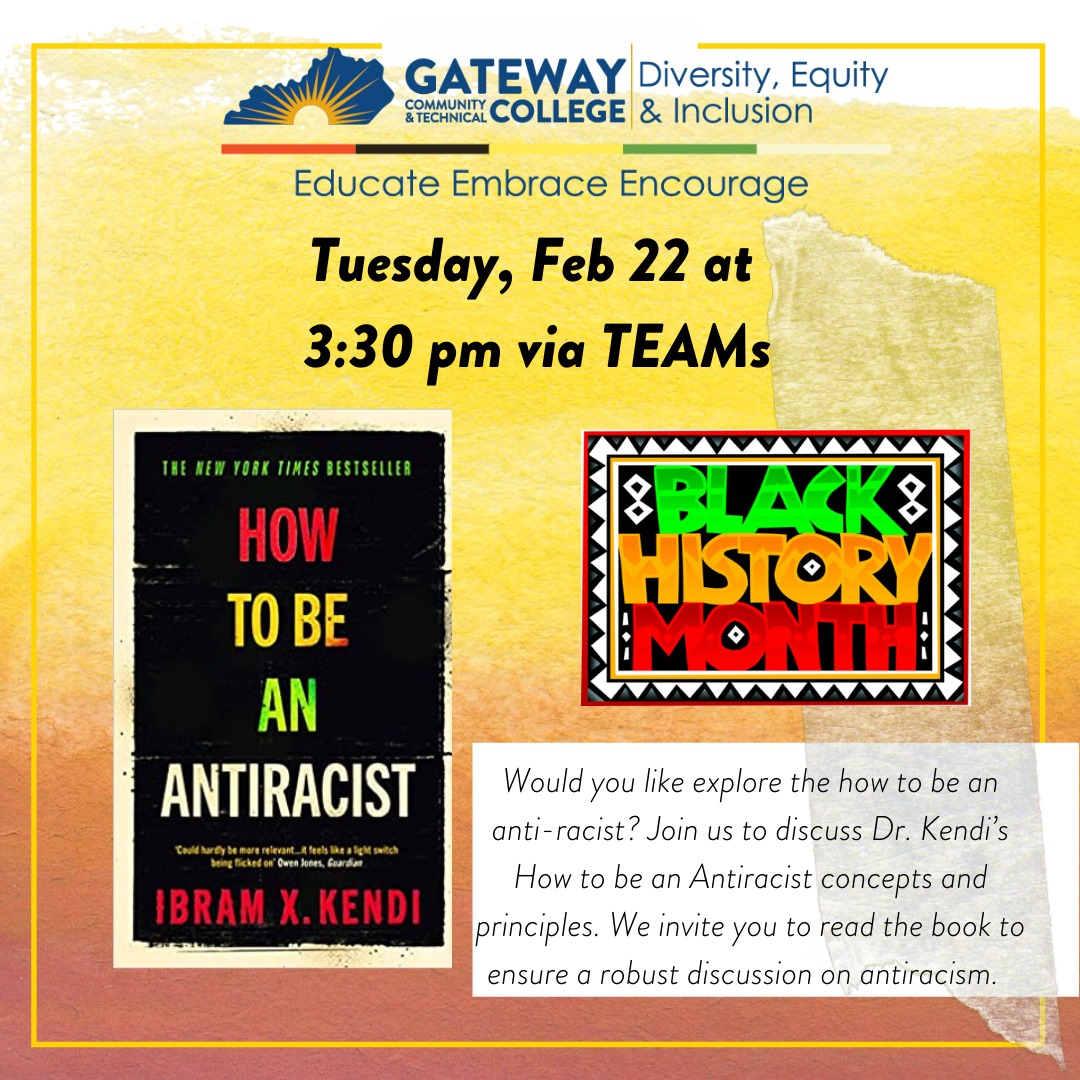 GATEWAY
COMMUNITY
& TECHNICAL COLLEGE
Diversity, Equity
& Inclusion
Educate Embrace Encourage
Tuesday, Feb 22 at
3:30 pm via TEAMs
THE NEW YORK TIMES BESTSELLER
HOW
TO BE
AN
ANTIRACIST
'Could hardly be more relevant...it feels like a light switch
being flicked on' Owen Jones, Guardian
IBRAM X. KENDI
BLACK
HISTORY
MONTH
Would you like explore the how to be an
anti-racist? Join us to discuss Dr. Kendi's
How to be an Antiracist concepts and
principles. We invite you to read the book to
ensure a robust discussion on antiracism.